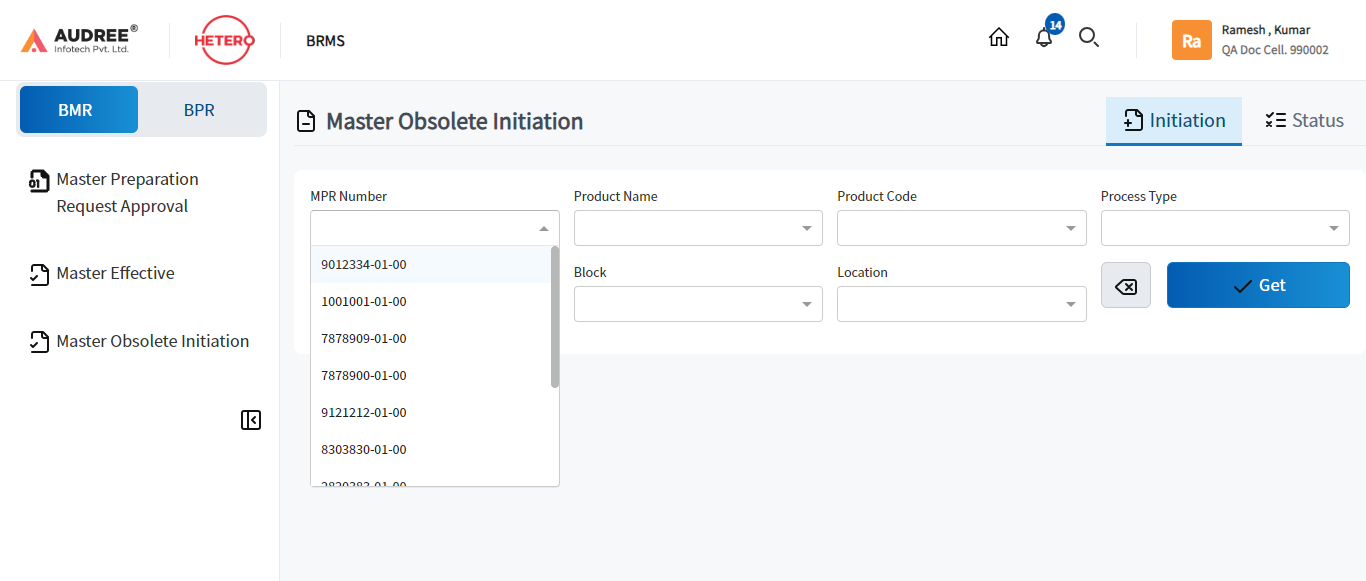 AUDREE®
Infotech Pvt. Ltd.
HETERO
BRMS
14
Ra
Ramesh , Kumar
QA Doc Cell. 990002
BMR
BPR
Master Preparation
Request Approval
Master Effective
Master Obsolete Initiation
Master Obsolete Initiation
Initiation
Status
MPR Number
Product Name
Product Code
Process Type
9012334-01-00
1001001-01-00
7878909-01-00
7878900-01-00
9121212-01-00
8303830-01-00
Block
Location
Get